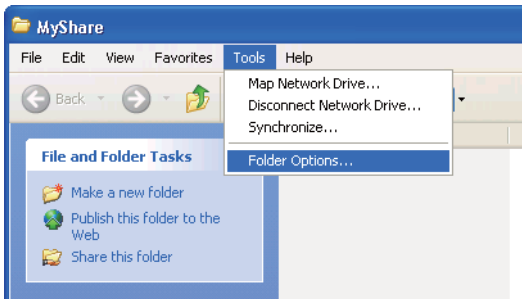 MyShare
File Edit View Favorites Tools Help
Back
Map Network Drive...
Disconnect Network Drive...
Synchronize...
Folder Options...
File and Folder Tasks
Make a new folder
Publish this folder to the
Web
Share this folder